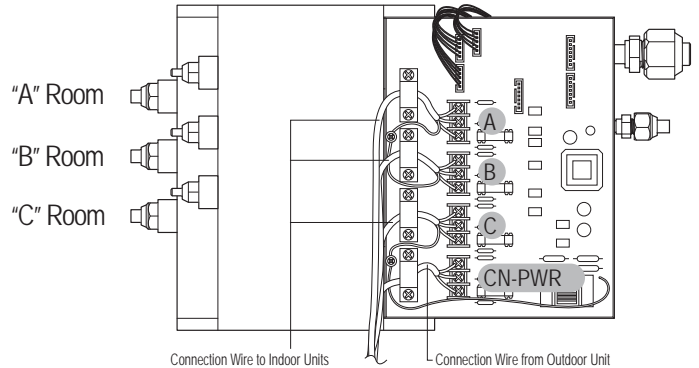 "A" Room
"B" Room
"C" Room
A
B
C
CN-PWR
Connection Wire to Indoor Units
Connection Wire from Outdoor Unit